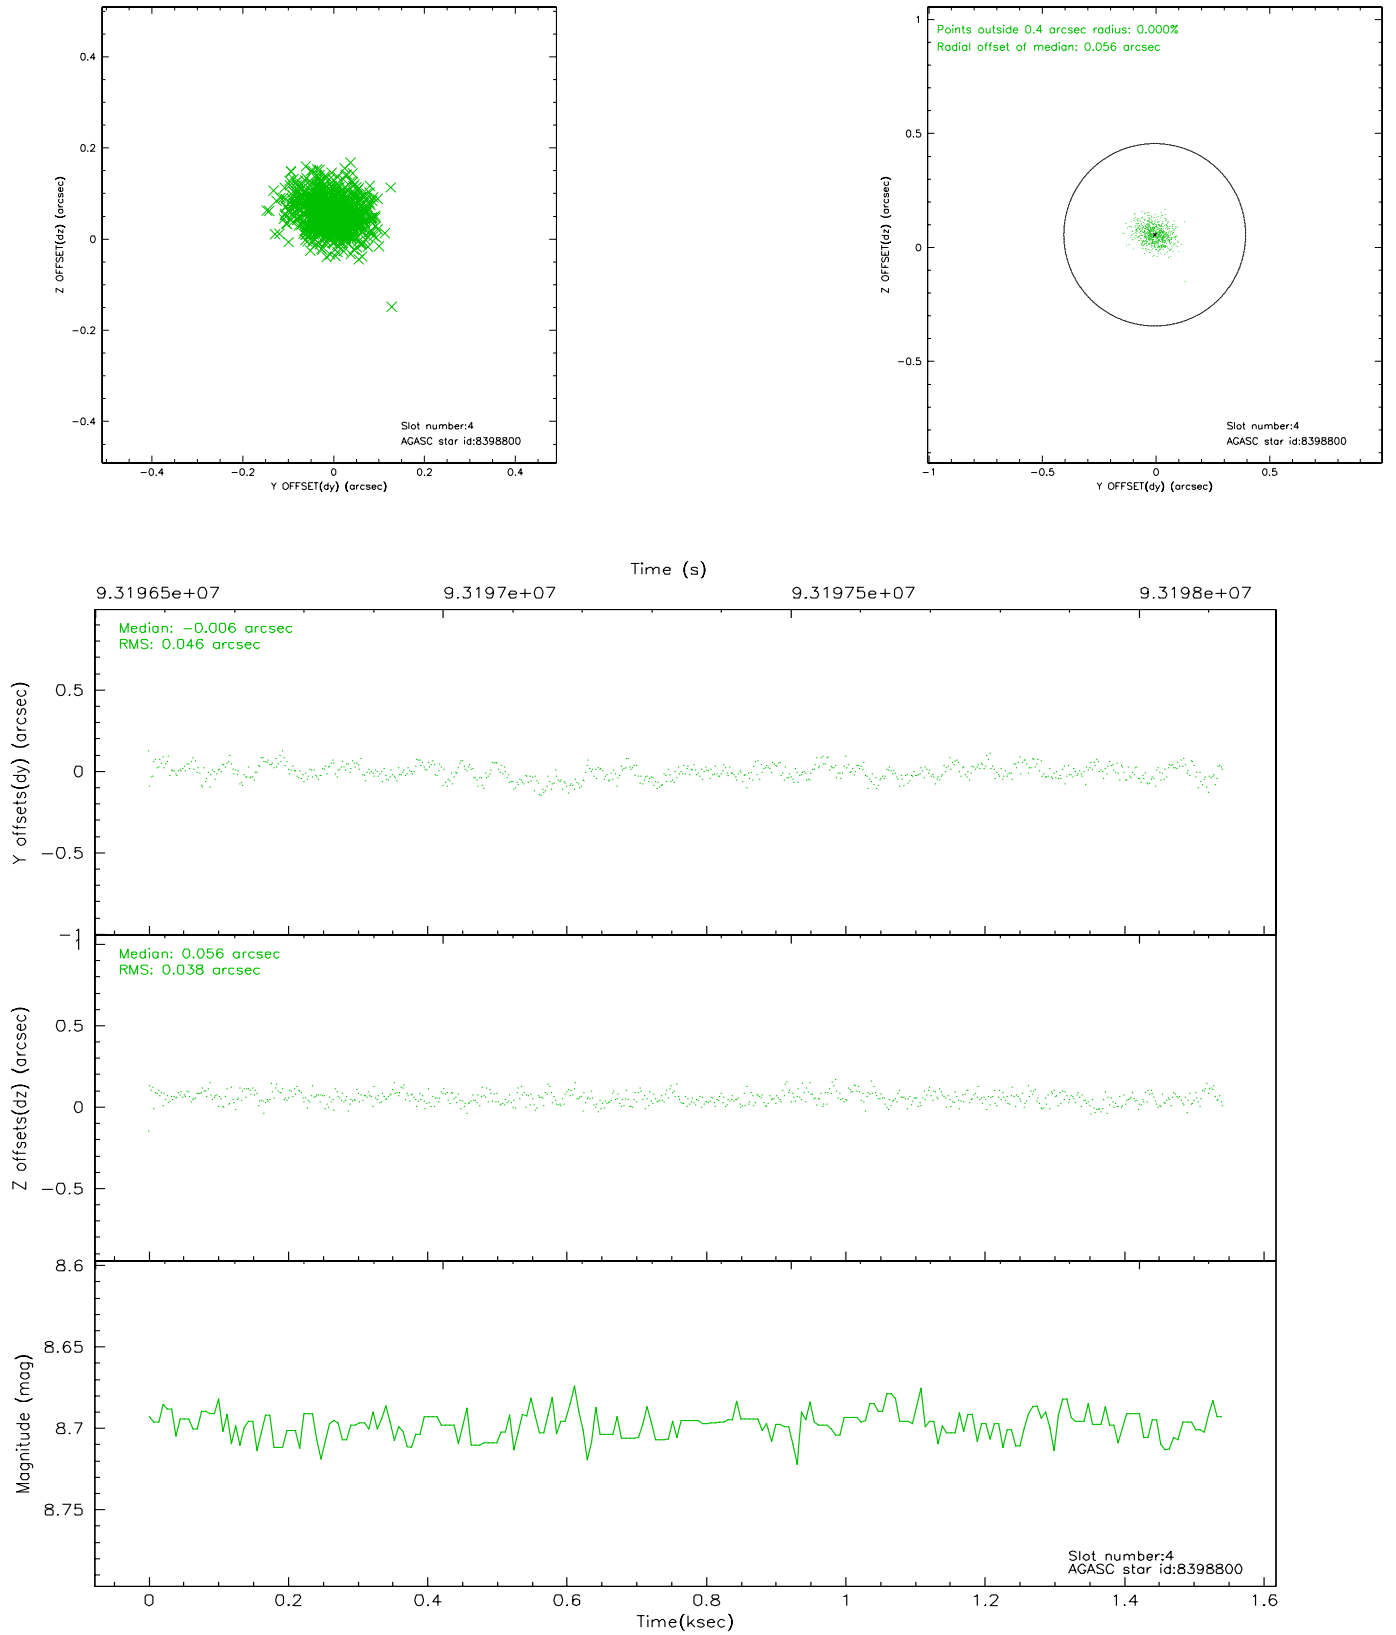 0.4
0.2
0
−0.2
−0.4
Z OFFSET(dz) (arcsec)
−0.4 −0.2 0 0.2 0.4
Y OFFSET(dy) (arcsec)
Slot number:4
AGASC star id:8398800
Points outside 0.4 arcsec radius: 0.000%
Radial offset of median: 0.056 arcsec
1
0.5
0
−0.5
Z OFFSET(dz) (arcsec)
−1 −0.5 0 0.5
Y OFFSET(dy) (arcsec)
Slot number:4
AGASC star id:8398800
Time (s)
9.31965e+07 9.3197e+07 9.31975e+07 9.3198e+07
Median: −0.006 arcsec
RMS: 0.046 arcsec
0.5
0
−0.5
−1
Y offsets(dy) (arcsec)
Median: 0.056 arcsec
RMS: 0.038 arcsec
1
0.5
0
−0.5
Z offsets(dz) (arcsec)
8.6
8.65
8.7
8.75
Magnitude (mag)
Slot number:4
AGASC star id:8398800
0 0.2 0.4 0.6 0.8 1 1.2 1.4 1.6
Time(ksec)